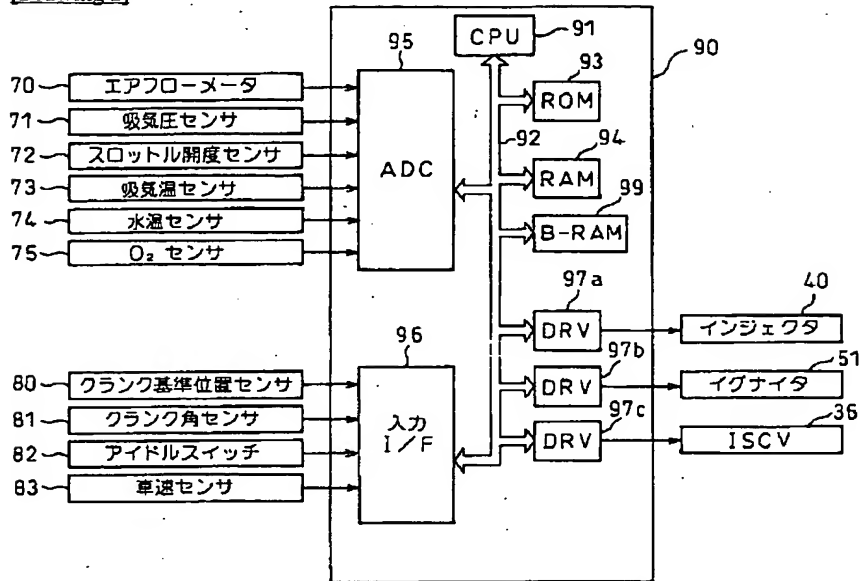 91
CPU
95
90
93
70 エアフローメータ
ROM
71 吸気圧センサ
92
94
72 スロットル開度センサ
ADC
RAM
73 吸気温センサ
99
74 水温センサ
B-RAM
75 O₂ センサ
97a
40
96
DRV
インジェクタ
97b
51
80 クランク基準位置センサ
DRV
イグナイタ
81 クランク角センサ
入力
I/F
97c
36
82 アイドルスイッチ
DRV
ISCV
83 車速センサ